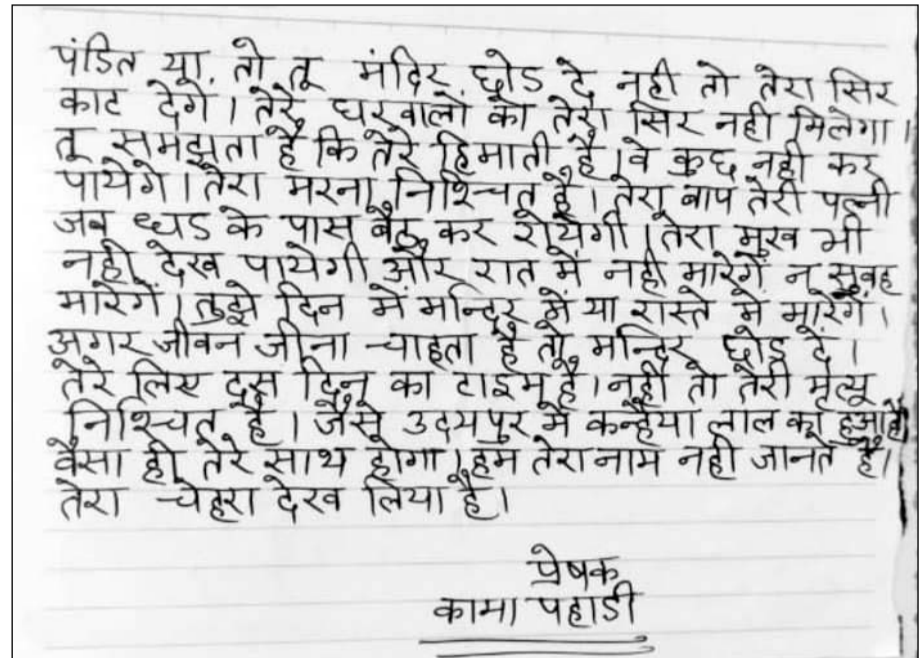 पंडित या तो तू मंदिर छोड दे नही तो तेरा सिर
काट देगे। तेरे घरवालो को तेरा सिर नही मिलेगा।
तू समझता है कि तेरे हिमाती है। वे कुछ नही कर
पायेगे। तेरा मरना निश्चित है। तेरा बाप तेरी पत्नी
जब ध्धड के पास बैठ कर रोयेगी। तेरा मुख भी
नही देख पायेगी और रात में नही मारेगें न सुबह
मारेगें। तुझे दिन में मन्दिर में या रास्ते मे मारेगें।
अगर जीवन जीना चाहता है तो मन्दिर छोड दें।
तेरे लिए दस दिन का टाइम है। नही तो तेरी मृत्यू
निश्चित है। जैसे उदयपुर में कन्हैया लाल का हुआ है
वैसा ही तेरे साथ होगा। हम तेरा नाम नही जानते है।
तेरा चेहरा देख लिया है।
प्रेषक
कामा पहाडी